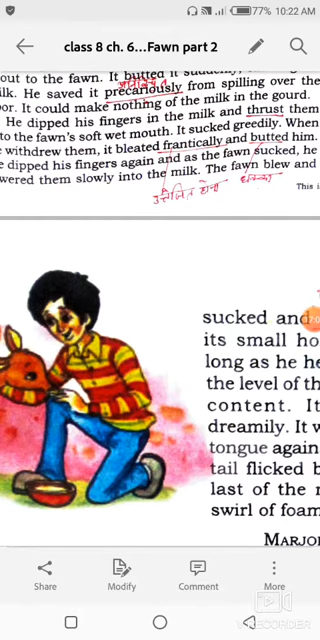 77% 10:22 AM
class 8 ch. 6...Fawn part 2
out to the fawn. It butted it suddenly,
ilk. He saved it precariously from spilling over the
oor. It could make nothing of the milk in the gourd.
He dipped his fingers in the milk and thrust them
to the fawn's soft wet mouth. It sucked greedily. When
e withdrew them, it bleated frantically and butted him.
e dipped his fingers again and as the fawn sucked, he
wered them slowly into the milk. The fawn blew and
उत्तेजित होना
धक्का
This i
sucked and
its small ho
long as he he
the level of th
content. It
dreamily. It w
tongue again
tail flicked b
last of the m
swirl of foam
MARJOR
Share
Modify
Comment
More
RECORDER